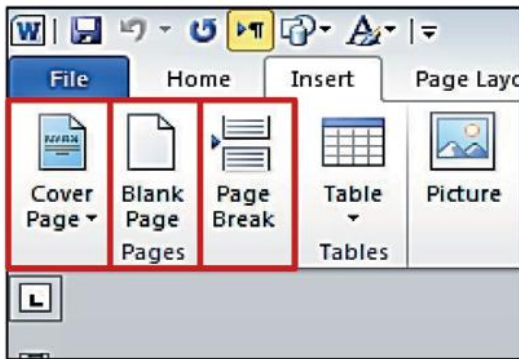 W
File Home Insert Page Layo
Cover Page
Blank Page
Page Break
Table
Picture
Pages Tables